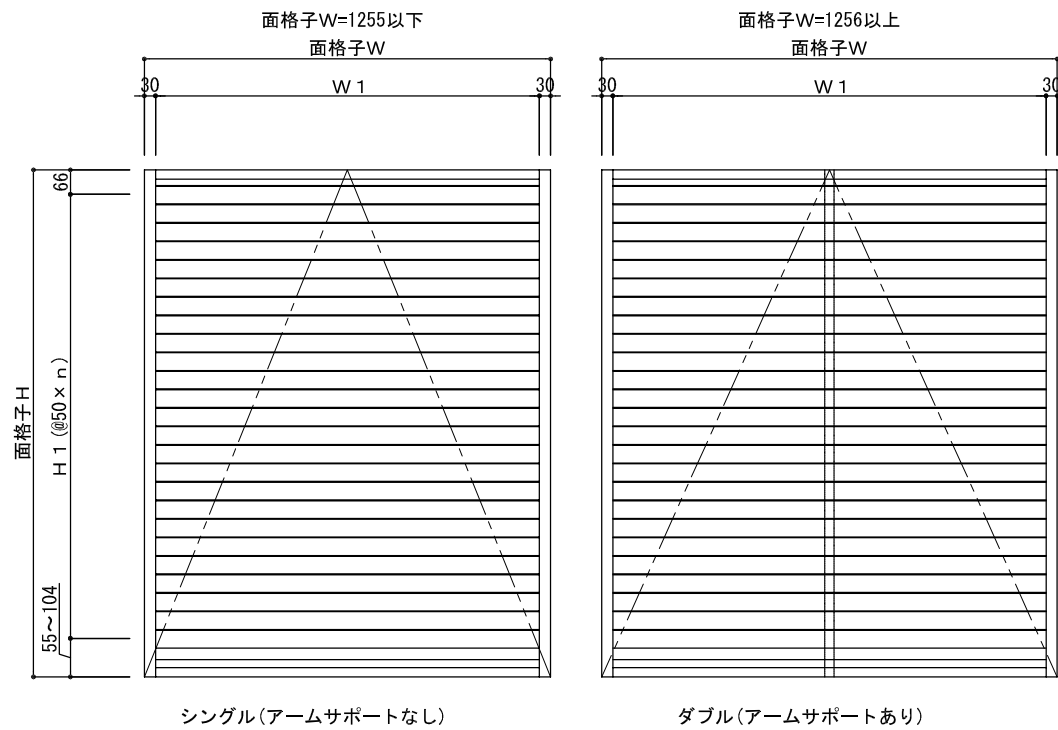 面格子W=1255以下
面格子W
30
W1
30
面格子W=1256以上
面格子W
30
W1
30
66
面格子H
H1(@50×n)
55~104
シングル(アームサポートなし)
ダブル(アームサポートあり)